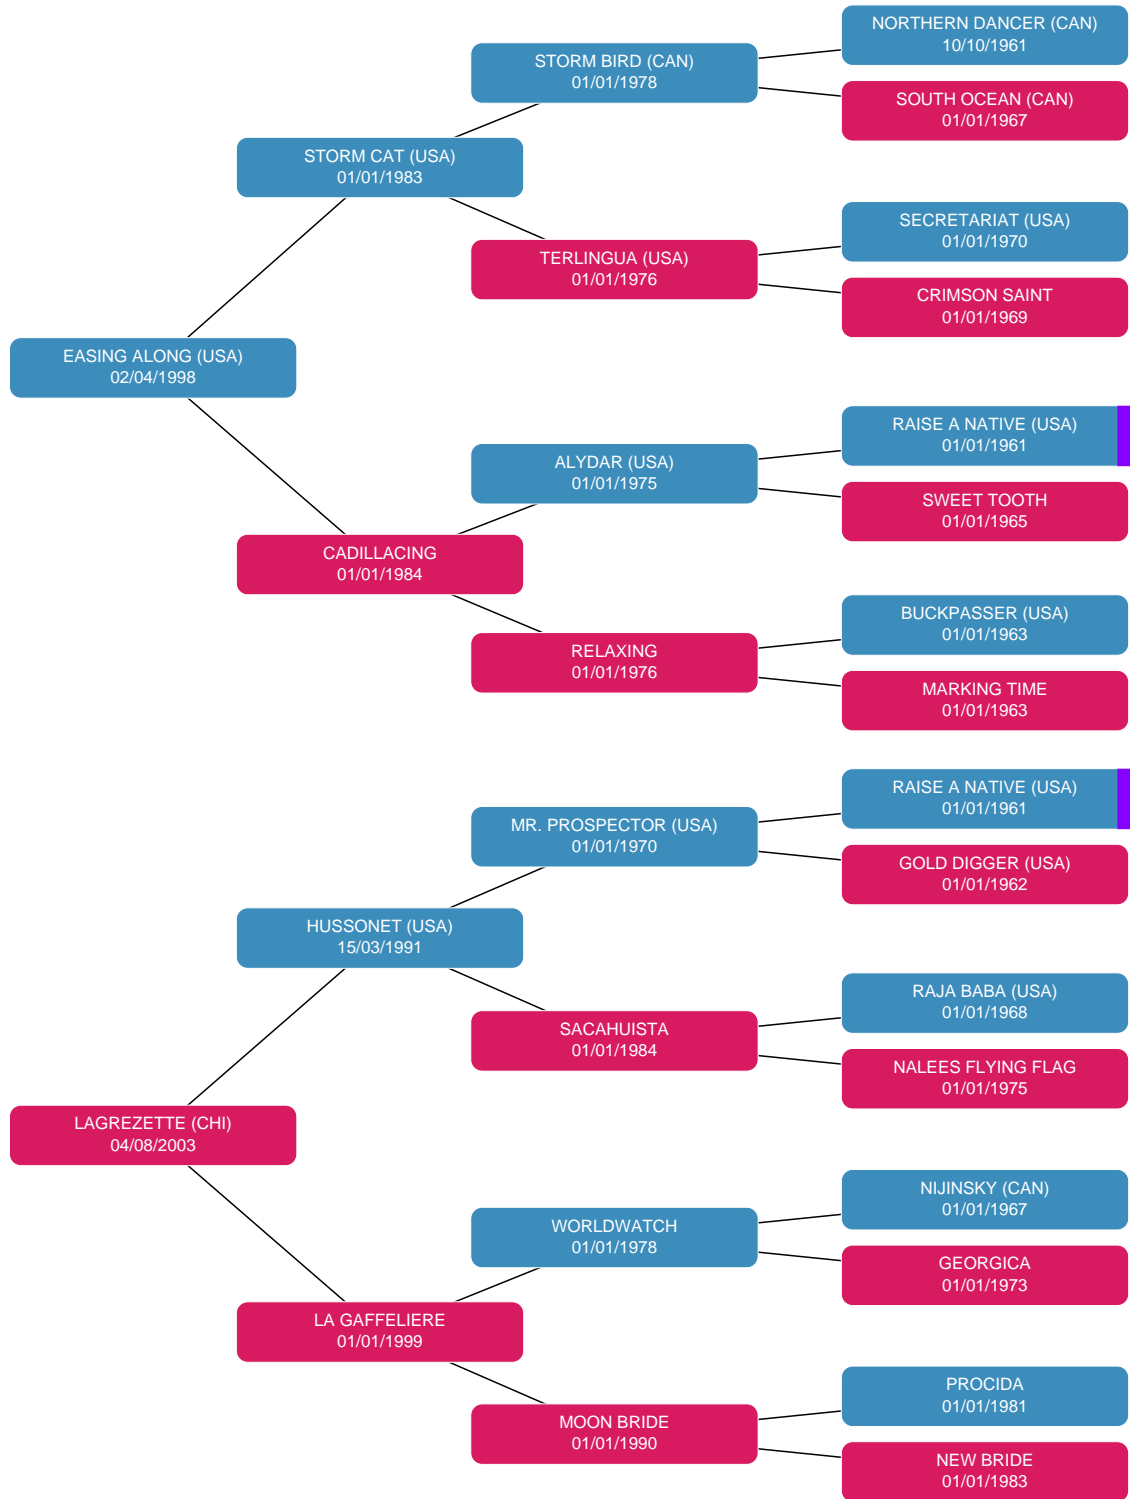 NORTHERN DANCER (CAN)
10/10/1961
STORM BIRD (CAN)
01/01/1978
SOUTH OCEAN (CAN)
01/01/1967
STORM CAT (USA)
01/01/1983
SECRETARIAT (USA)
01/01/1970
TERLINGUA (USA)
01/01/1976
CRIMSON SAINT
01/01/1969
EASING ALONG (USA)
02/04/1998
RAISE A NATIVE (USA)
01/01/1961
ALYDAR (USA)
01/01/1975
SWEET TOOTH
01/01/1965
CADILLACING
01/01/1984
BUCKPASSER (USA)
01/01/1963
RELAXING
01/01/1976
MARKING TIME
01/01/1963
RAISE A NATIVE (USA)
01/01/1961
MR. PROSPECTOR (USA)
01/01/1970
GOLD DIGGER (USA)
01/01/1962
HUSSONET (USA)
15/03/1991
RAJA BABA (USA)
01/01/1968
SACAHUISTA
01/01/1984
NALEES FLYING FLAG
01/01/1975
LAGREZETTE (CHI)
04/08/2003
NIJINSKY (CAN)
01/01/1967
WORLDWATCH
01/01/1978
GEORGICA
01/01/1973
LA GAFFELIERE
01/01/1999
PROCIDA
01/01/1981
MOON BRIDE
01/01/1990
NEW BRIDE
01/01/1983